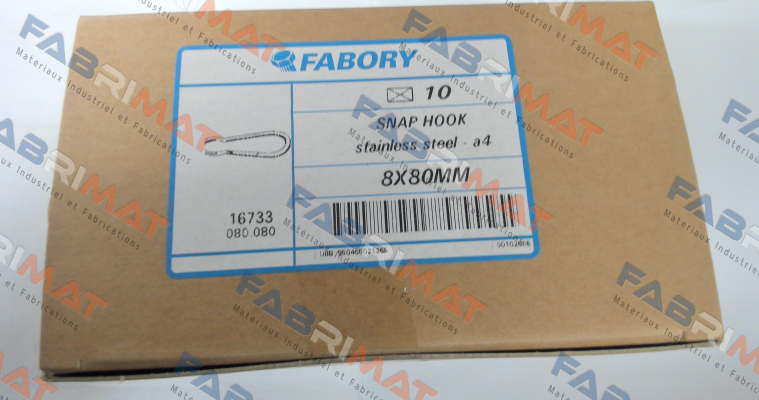 FABORY
10
SNAP HOOK
stainless steel - a4
8X80MM
16733
080.080
FABRIMAT
Materiaux Industriel et Fabrications